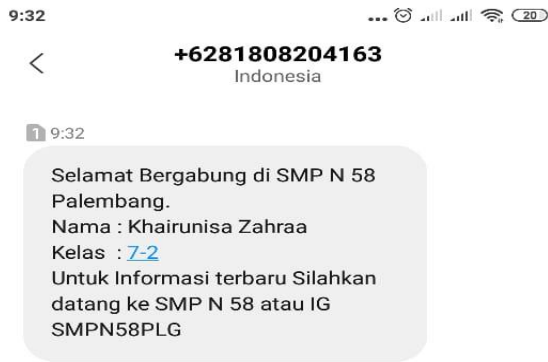 9:32
20
+6281808204163
Indonesia
1 9:32
Selamat Bergabung di SMP N 58
Palembang.
Nama : Khairunisa Zahraa
Kelas : 7-2
Untuk Informasi terbaru Silahkan
datang ke SMP N 58 atau IG
SMPN58PLG